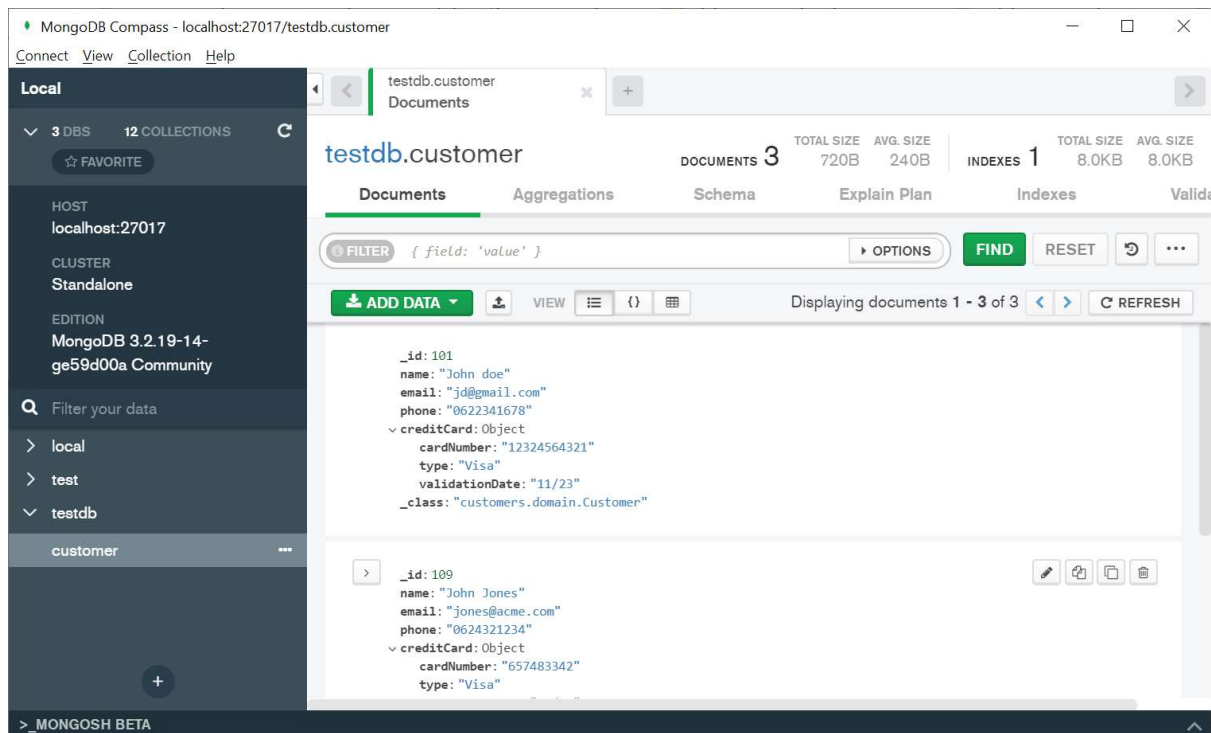 MongoDB Compass - localhost:27017/testdb.customer
Connect View Collection Help
Local
3 DBS 12 COLLECTIONS
FAVORITE
HOST
localhost:27017
CLUSTER
Standalone
EDITION
MongoDB 3.2.19-14-
ge59d00a Community
Filter your data
local
test
testdb
customer
>_MONGOSH BETA
testdb.customer
Documents
testdb.customer
DOCUMENTS 3
TOTAL SIZE AVG. SIZE
720B 240B
INDEXES 1
TOTAL SIZE AVG. SIZE
8.0KB 8.0KB
Documents Aggregations Schema Explain Plan Indexes Valida
FILTER { field: 'value' } OPTIONS FIND RESET
ADD DATA VIEW {} Displaying documents 1 - 3 of 3 REFRESH
_id: 101
name: "John doe"
email: "jd@gmail.com"
phone: "0622341678"
creditCard: Object
cardNumber: "12324564321"
type: "Visa"
validationDate: "11/23"
_class: "customers.domain.Customer"
_id: 109
name: "John Jones"
email: "jones@acme.com"
phone: "0624321234"
creditCard: Object
cardNumber: "657483342"
type: "Visa"